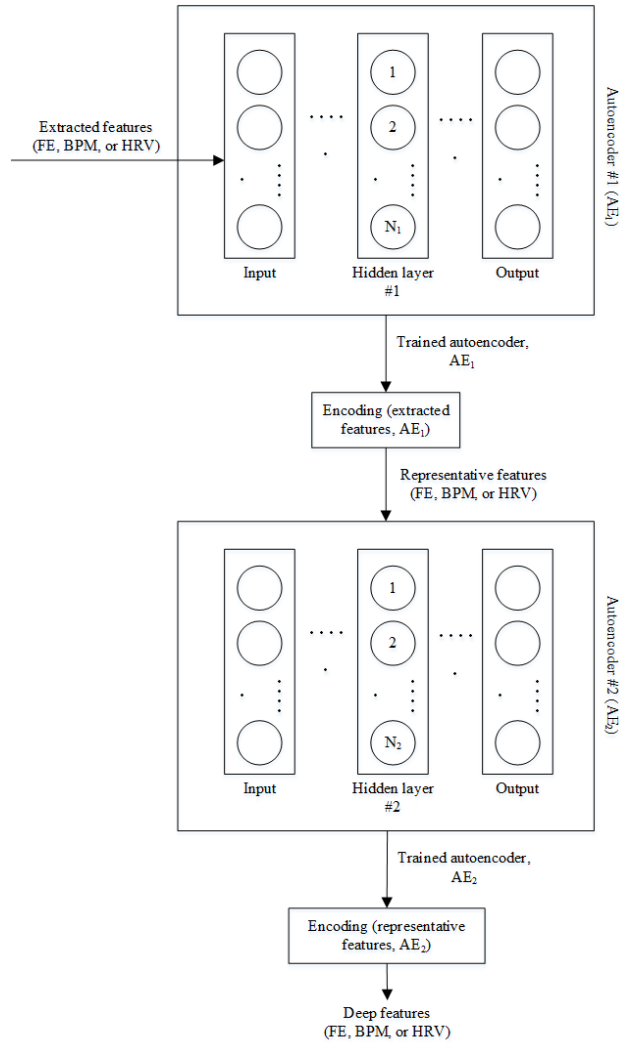 Extracted features
(FE, BPM, or HRV)
1
2
N₁
Input
Hidden layer
#1
Output
Autoencoder #1 (AE₁)
Trained autoencoder,
AE₁
Encoding (extracted
features, AE₁)
Representative features
(FE, BPM, or HRV)
1
2
N₂
Input
Hidden layer
#2
Output
Autoencoder #2 (AE₂)
Trained autoencoder,
AE₂
Encoding (representative
features, AE₂)
Deep features
(FE, BPM, or HRV)